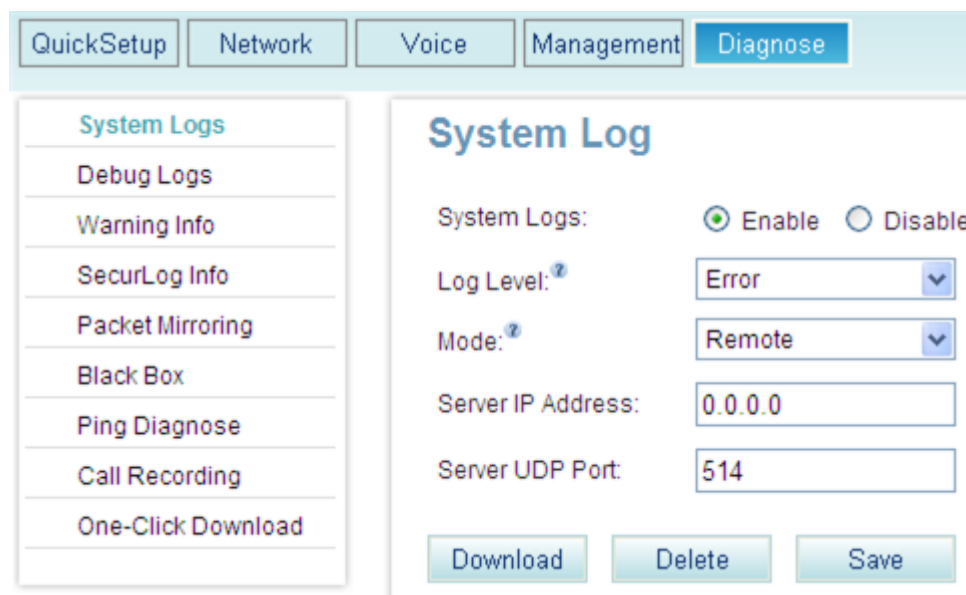 QuickSetup Network Voice Management Diagnose
System Logs
Debug Logs
Warning Info
SecurLog Info
Packet Mirroring
Black Box
Ping Diagnose
Call Recording
One-Click Download
System Log
System Logs: Enable Disable
Log Level: ? Error
Mode: ? Remote
Server IP Address: 0.0.0.0
Server UDP Port: 514
Download Delete Save